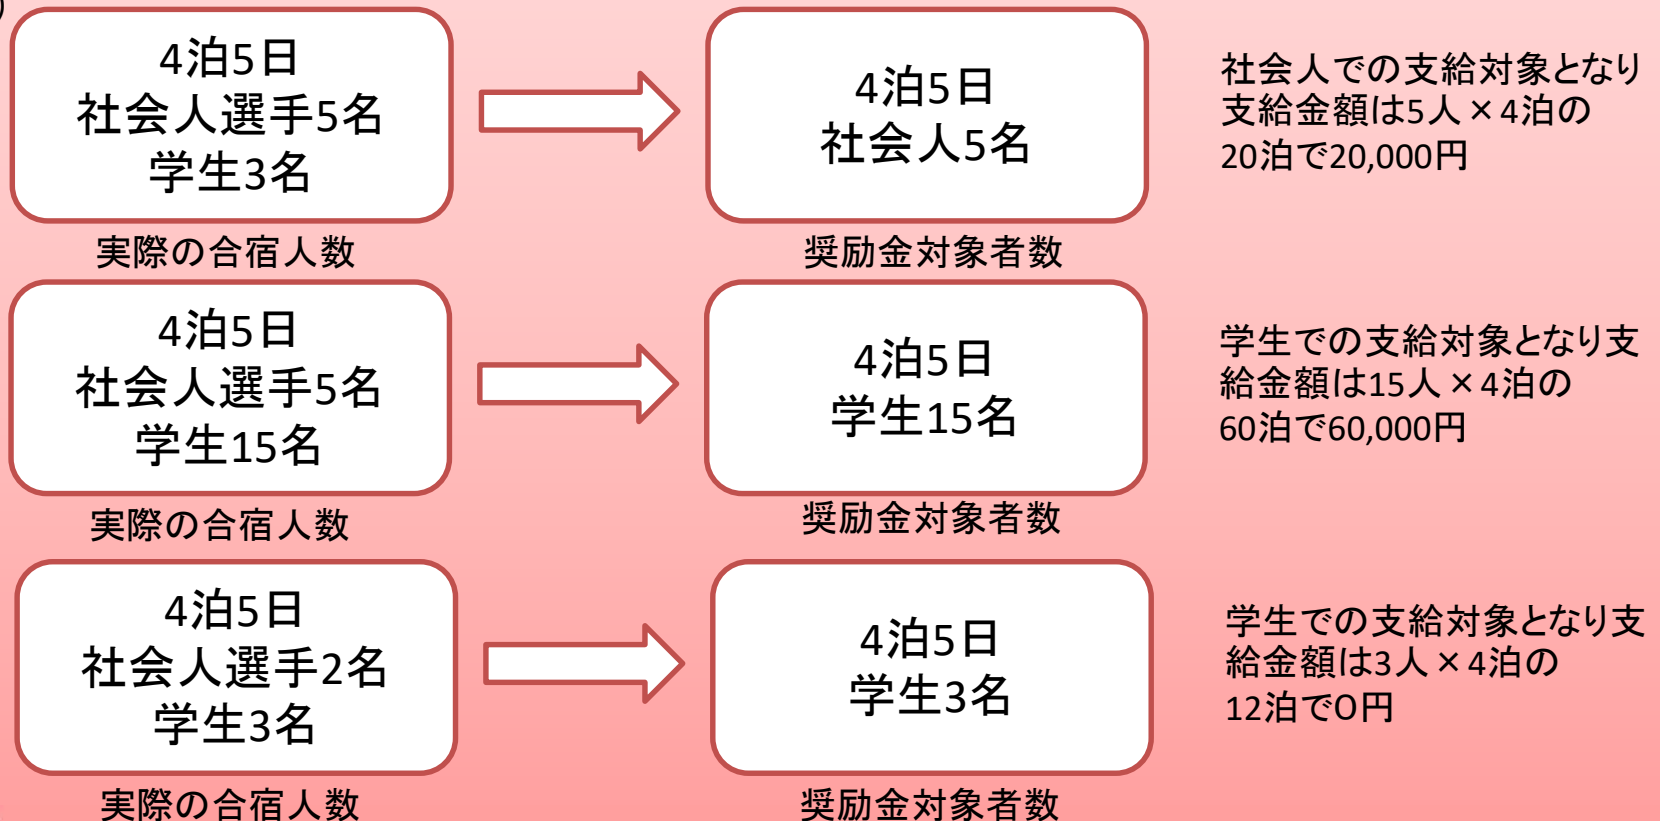 )
4泊5日
社会人選手5名
学生3名
実際の合宿人数
4泊5日
社会人5名
奨励金対象者数
社会人での支給対象となり
支給金額は5人×4泊の
20泊で20,000円
4泊5日
社会人選手5名
学生15名
実際の合宿人数
4泊5日
学生15名
奨励金対象者数
学生での支給対象となり支
給金額は15人×4泊の
60泊で60,000円
4泊5日
社会人選手2名
学生3名
実際の合宿人数
4泊5日
学生3名
奨励金対象者数
学生での支給対象となり支
給金額は3人×4泊の
12泊でO円